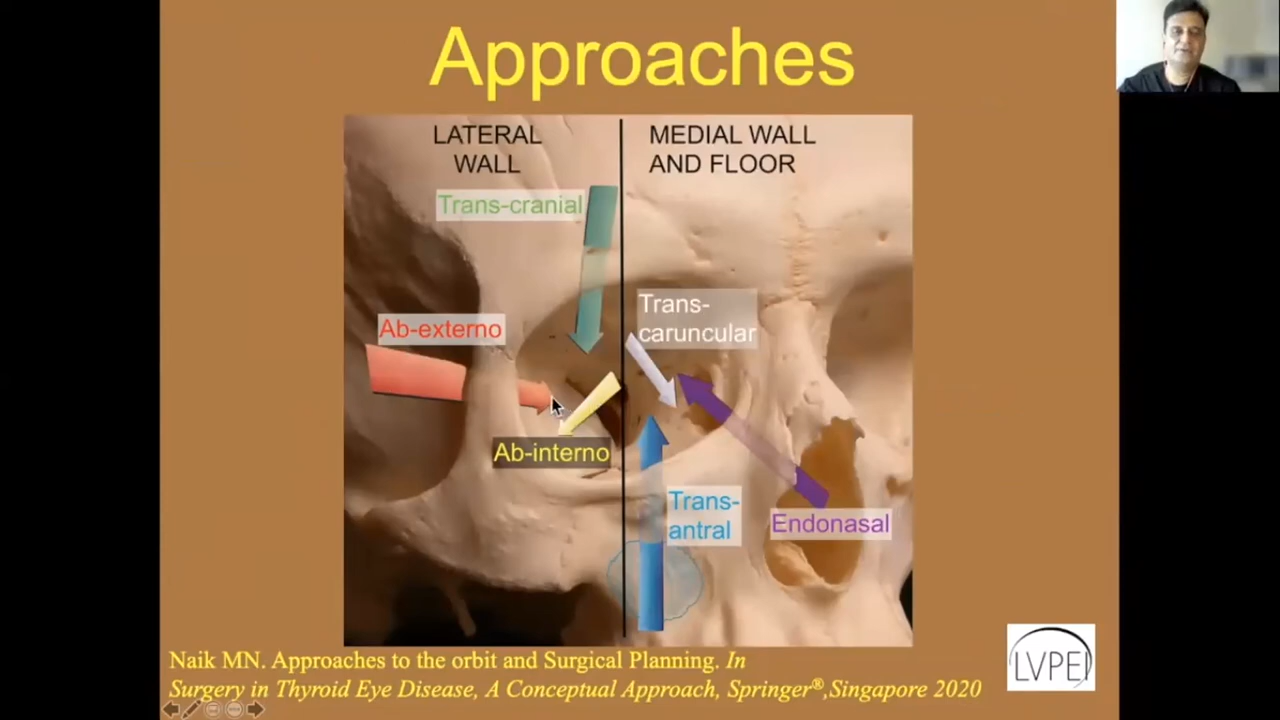 Approaches
LATERAL
WALL
MEDIAL WALL
AND FLOOR
Trans-cranial
Trans-
caruncular
Ab-externo
Ab-interno
Trans-
antral
Endonasal
Naik MN. Approaches to the orbit and Surgical Planning. In
Surgery in Thyroid Eye Disease, A Conceptual Approach, Springer®,Singapore 2020
LVPEI